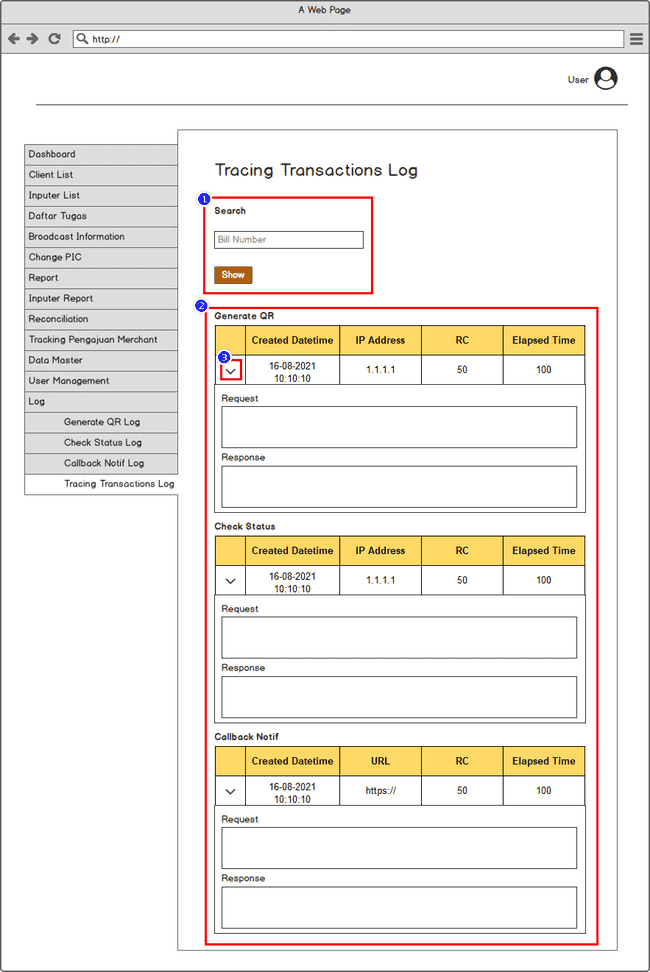 A Web Page
http://
User
Dashboard
Client List
Inputer List
Daftar Tugas
Broadcast Information
Change PIC
Report
Inputer Report
Reconciliation
Tracking Pengajuan Merchant
Data Master
User Management
Log
Generate QR Log
Check Status Log
Callback Notif Log
Tracing Transactions Log
Tracing Transactions Log
1
Search
Bill Number
Show
2
Generate QR
Created Datetime IP Address RC Elapsed Time
3
16-08-2021 10:10:10 1.1.1.1 50 100
Request
Response
Check Status
Created Datetime IP Address RC Elapsed Time
16-08-2021 10:10:10 1.1.1.1 50 100
Request
Response
Callback Notif
Created Datetime URL RC Elapsed Time
16-08-2021 10:10:10 https:// 50 100
Request
Response